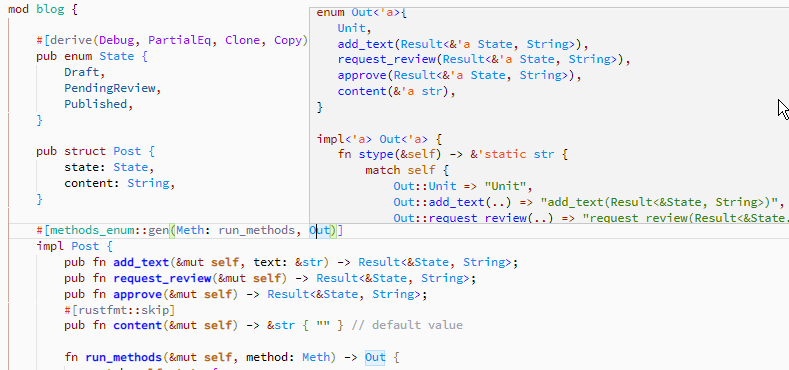 mod blog {
#[derive(Debug, PartialEq, Clone, Copy)
pub enum State {
Draft,
PendingReview,
Published,
}
pub struct Post {
state: State,
content: String,
}
enum Out<'a>{
Unit,
add_text(Result<&'a State, String>),
request_review(Result<&'a State, String>),
approve(Result<&'a State, String>),
content(&'a str),
}
impl<'a> Out<'a> {
fn stype(&self) -> &'static str {
match self {
Out::Unit => "Unit",
Out::add_text(..) => "add_text(Result<&State, String>)",
Out::request_review(..) => "request_review(Result<&State,
#[methods_enum::gen(Meth: run_methods, Out)]
impl Post {
pub fn add_text(&mut self, text: &str) -> Result<&State, String>;
pub fn request_review(&mut self) -> Result<&State, String>;
pub fn approve(&mut self) -> Result<&State, String>;
#[rustfmt::skip]
pub fn content(&mut self) -> &str { "" } // default value
fn run_methods(&mut self, method: Meth) -> Out {